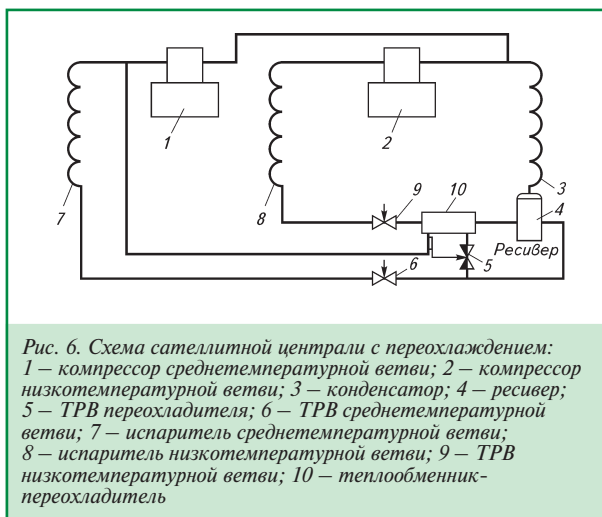 1
2
3
4
Ресивер
5
6
7
8
9
10
Рис. 6. Схема сателлитной централи с переохлаждением:
1 – компрессор среднетемпературной ветви; 2 – компрессор
низкотемпературной ветви; 3 – конденсатор; 4 – ресивер;
5 – ТРВ переохладителя; 6 – ТРВ среднетемпературной
ветви; 7 – испаритель среднетемпературной ветви;
8 – испаритель низкотемпературной ветви; 9 – ТРВ
низкотемпературной ветви; 10 – теплообменник-
переохладитель